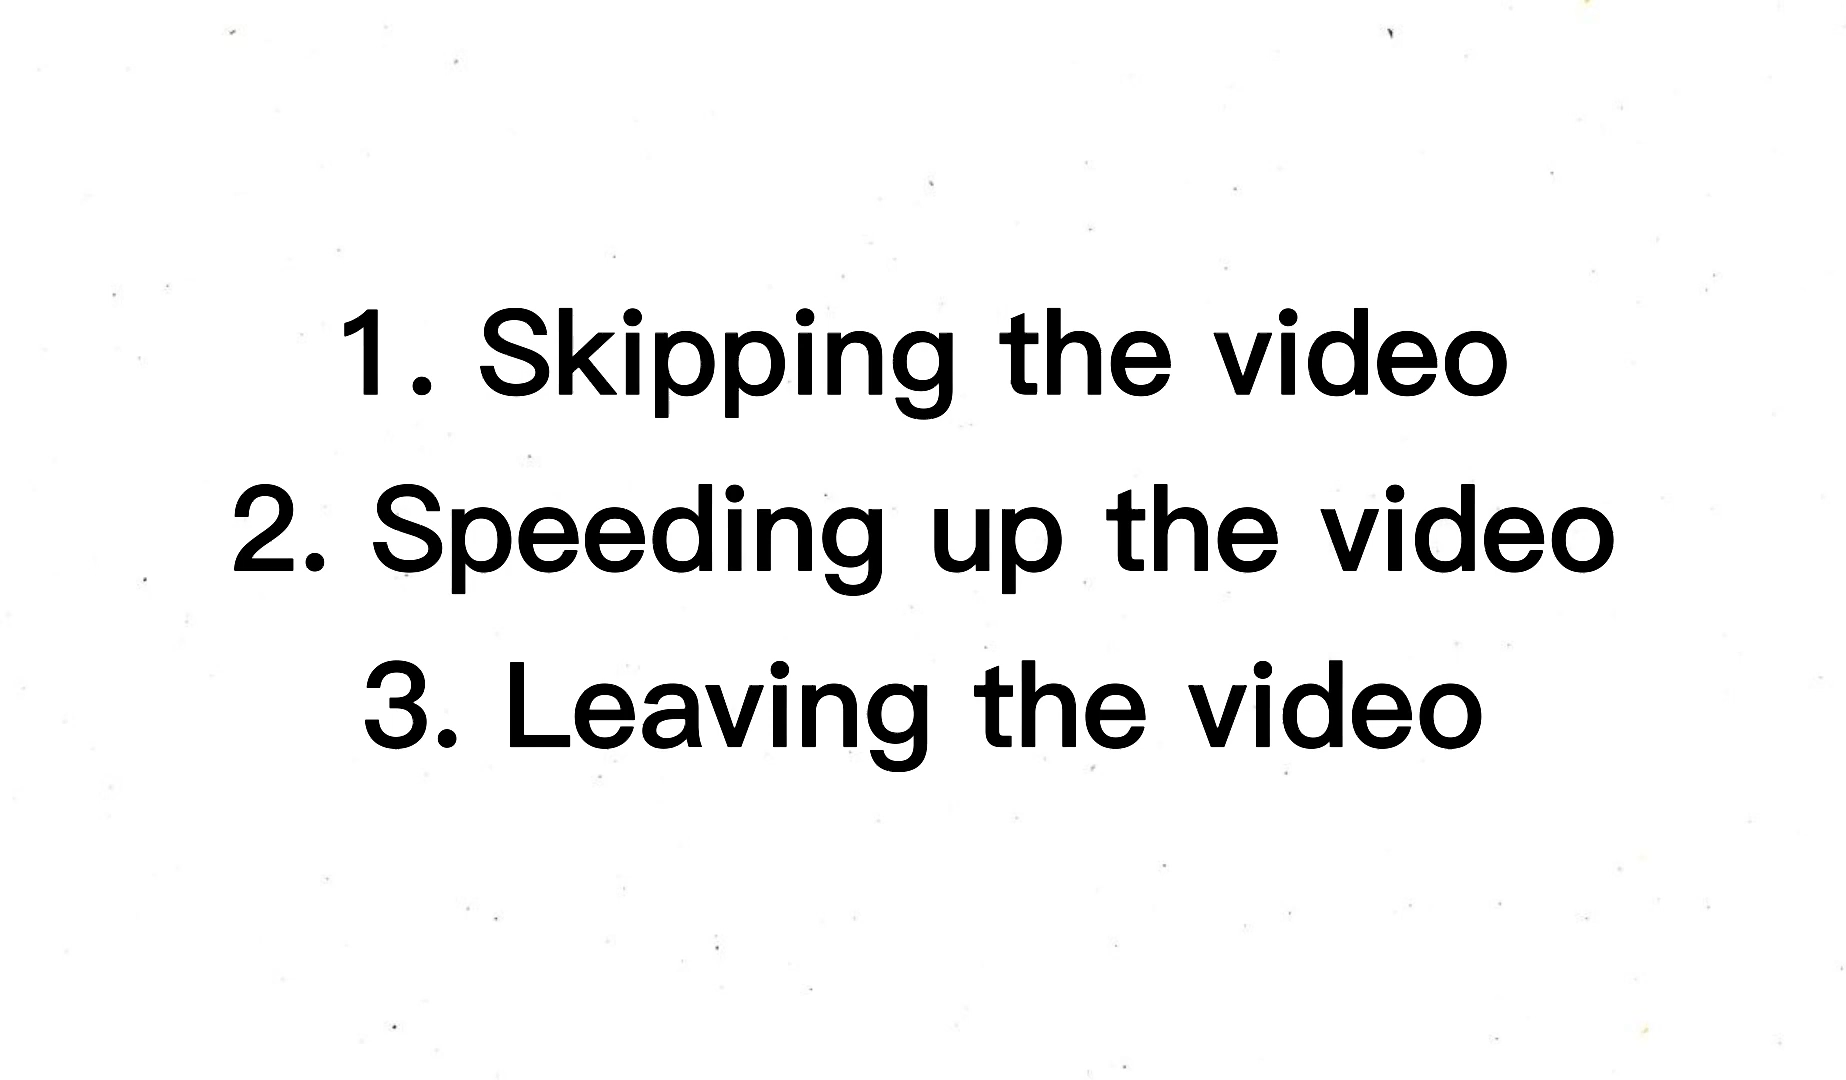 1. Skipping the video
2. Speeding up the video
3. Leaving the video